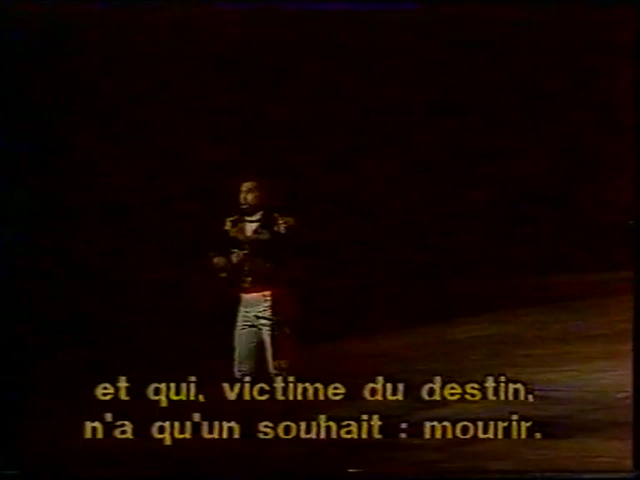 et qui, victime du destin,
n'a qu'un souhait : mourir.